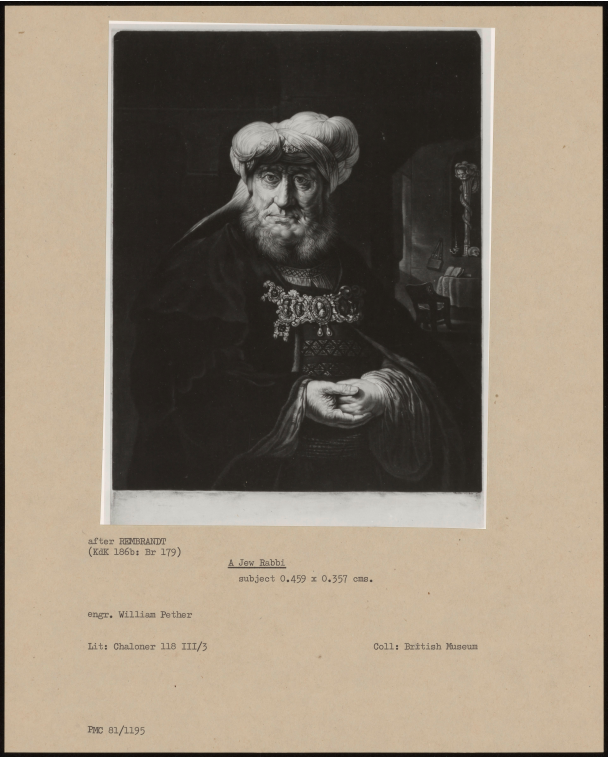 after REMBRANDT
(KdK 186b: Br 179)
A Jew Rabbi
subject 0.459 x 0.357 cms.
engr. William Pether
Lit: Chaloner 118 III/3
Coll: British Museum
PMC 81/1195